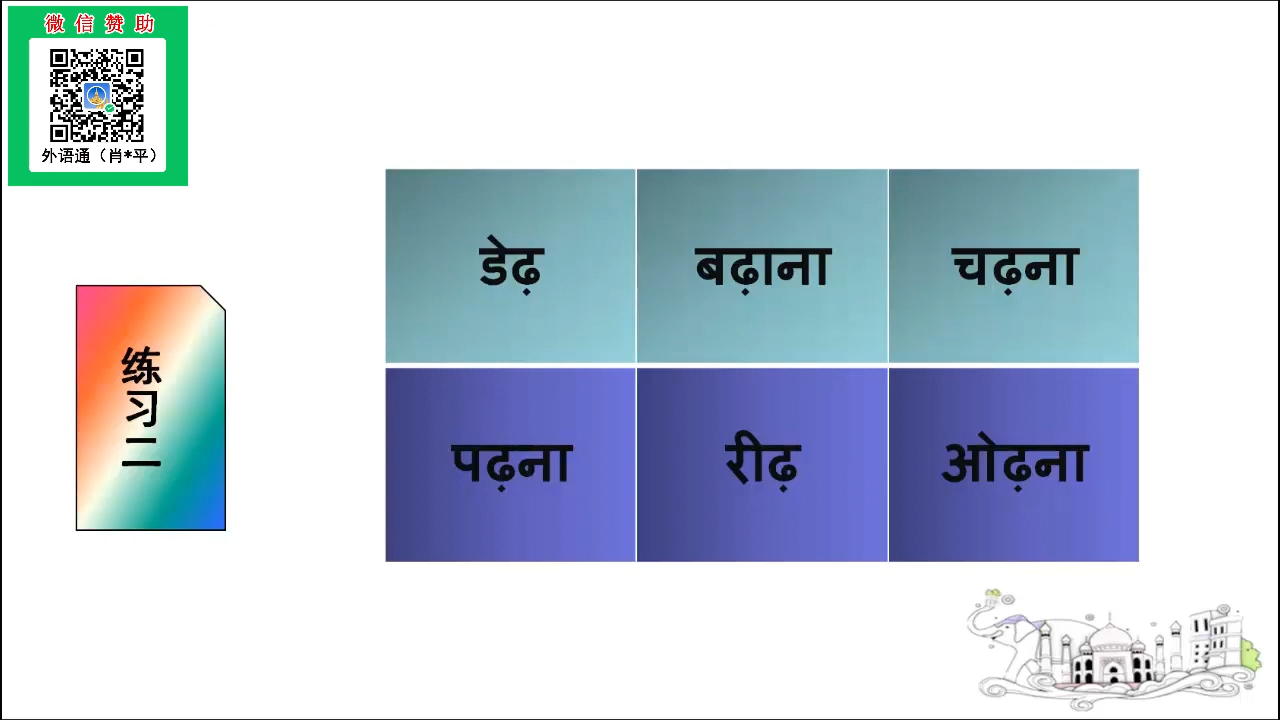 微信赞助
外语通（肖*平）
练习二
डेढ़ बढ़ाना चढ़ना
पढ़ना रीढ़ ओढ़ना